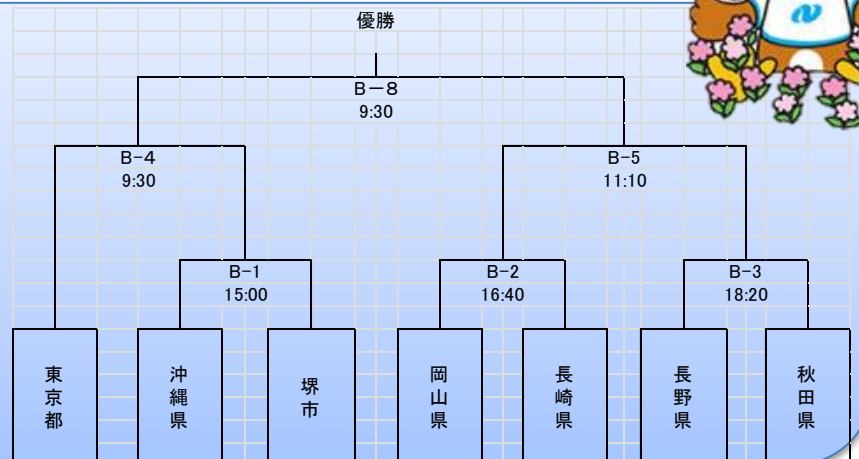 優勝
B－8
9:30
B-4
9:30
B-5
11:10
B-1
15:00
B-2
16:40
B-3
18:20
東京都
沖縄県
堺市
岡山県
長崎県
長野県
秋田県